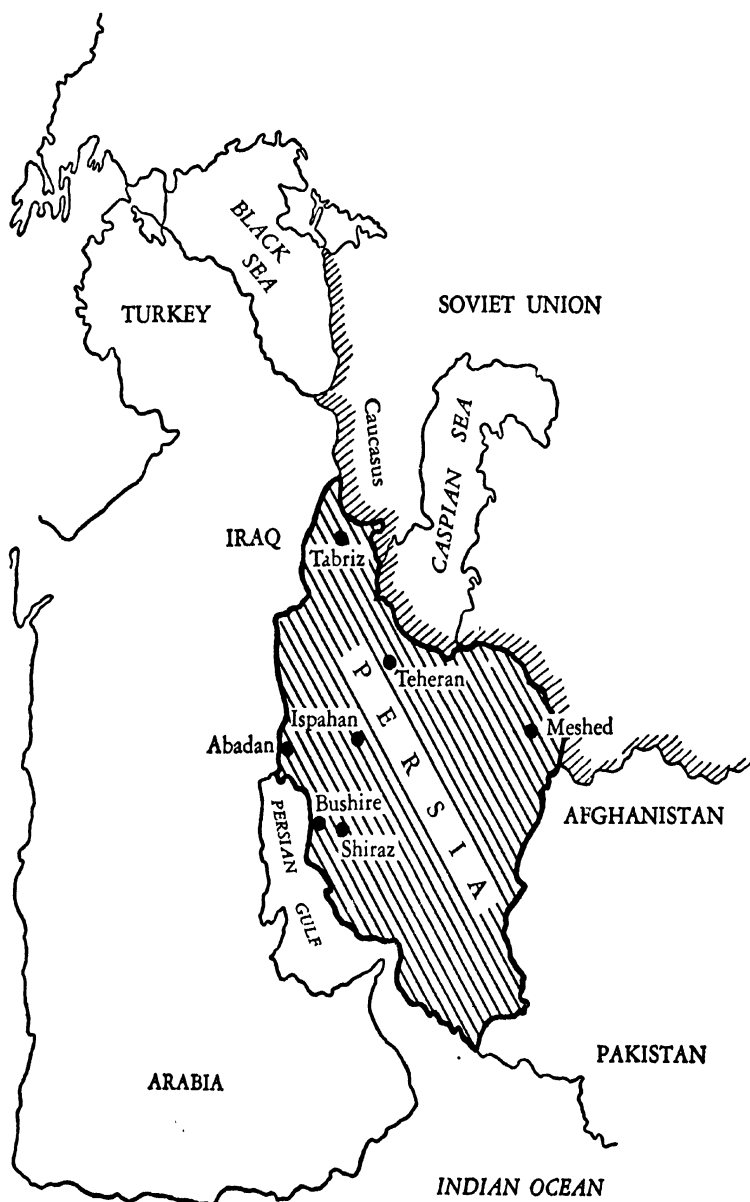 BLACK
SEA
TURKEY
SOVIET UNION
Caucasus
CASPIAN SEA
IRAQ
Tabriz
PERSIA
Teheran
Ispahan
Abadan
Meshed
Bushire
Shiraz
PERSIAN
GULF
AFGHANISTAN
PAKISTAN
ARABIA
INDIAN OCEAN